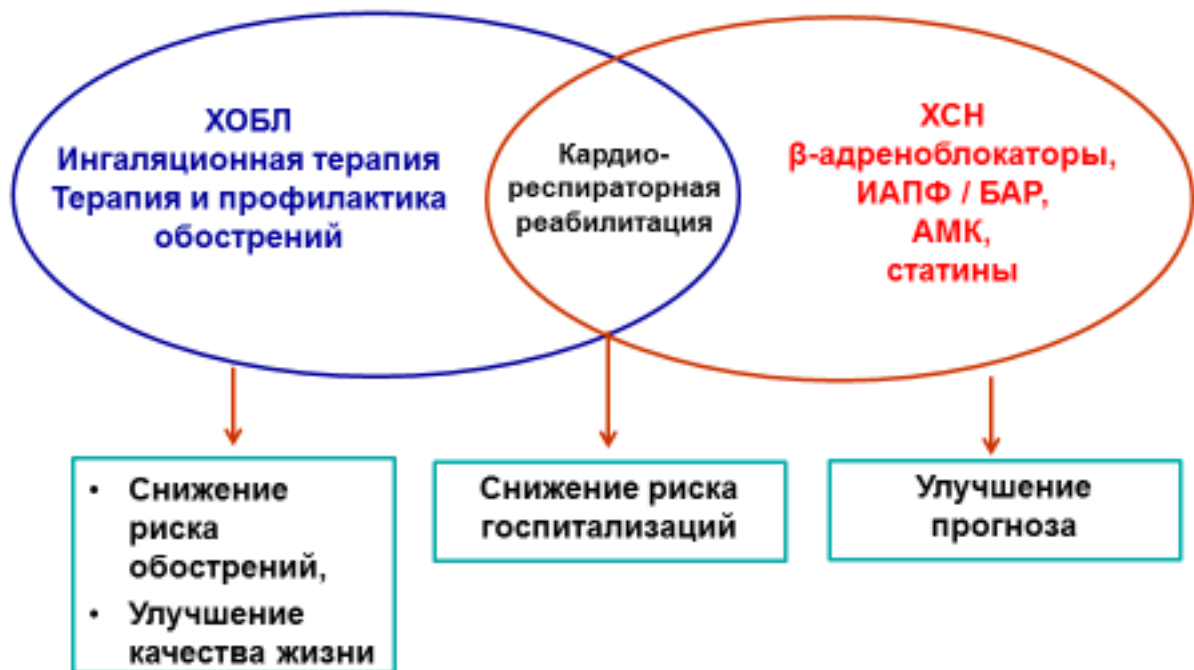 ХОБЛ
Ингаляционная терапия
Терапия и профилактика
обострений
Кардио-
респираторная
реабилитация
ХСН
β-адреноблокаторы,
ИАПФ / БАР,
АМК,
статины
• Снижение
риска
обострений,
• Улучшение
качества жизни
Снижение риска
госпитализаций
Улучшение
прогноза